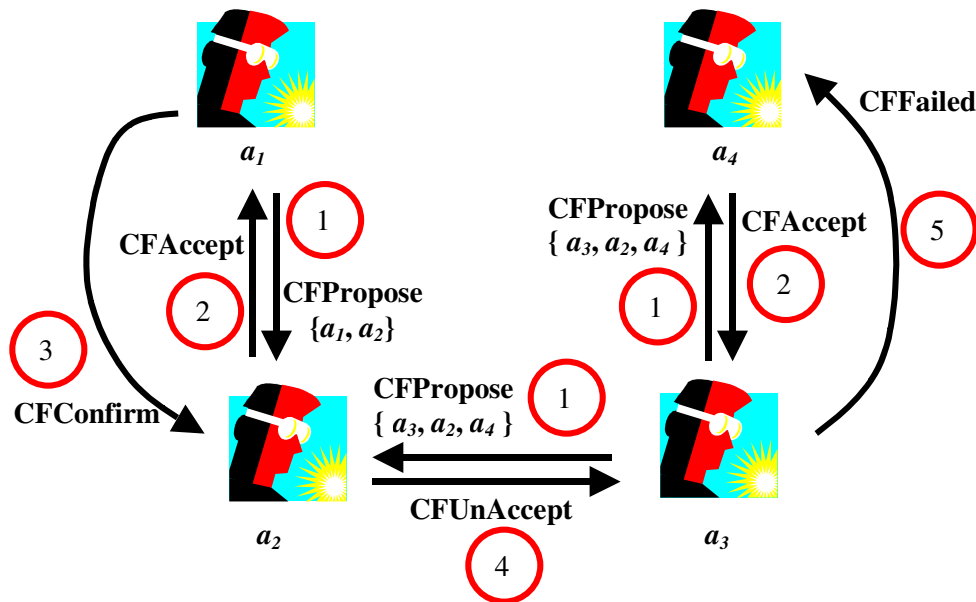 CFFailed
a1
a4
1
CFPropose
{ a3, a2, a4 }
5
CFAccept
CFAccept
2
CFPropose
{a1, a2}
1
2
3
CFConfirm
CFPropose
{ a3, a2, a4 }
1
CFUnAccept
a2
a3
4